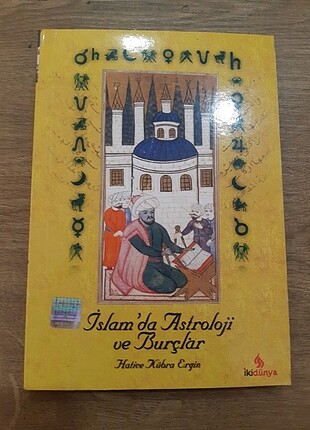 İslam'da Astroloji
ve Burçlar
Hatice Kübra Ergin
ikidünya